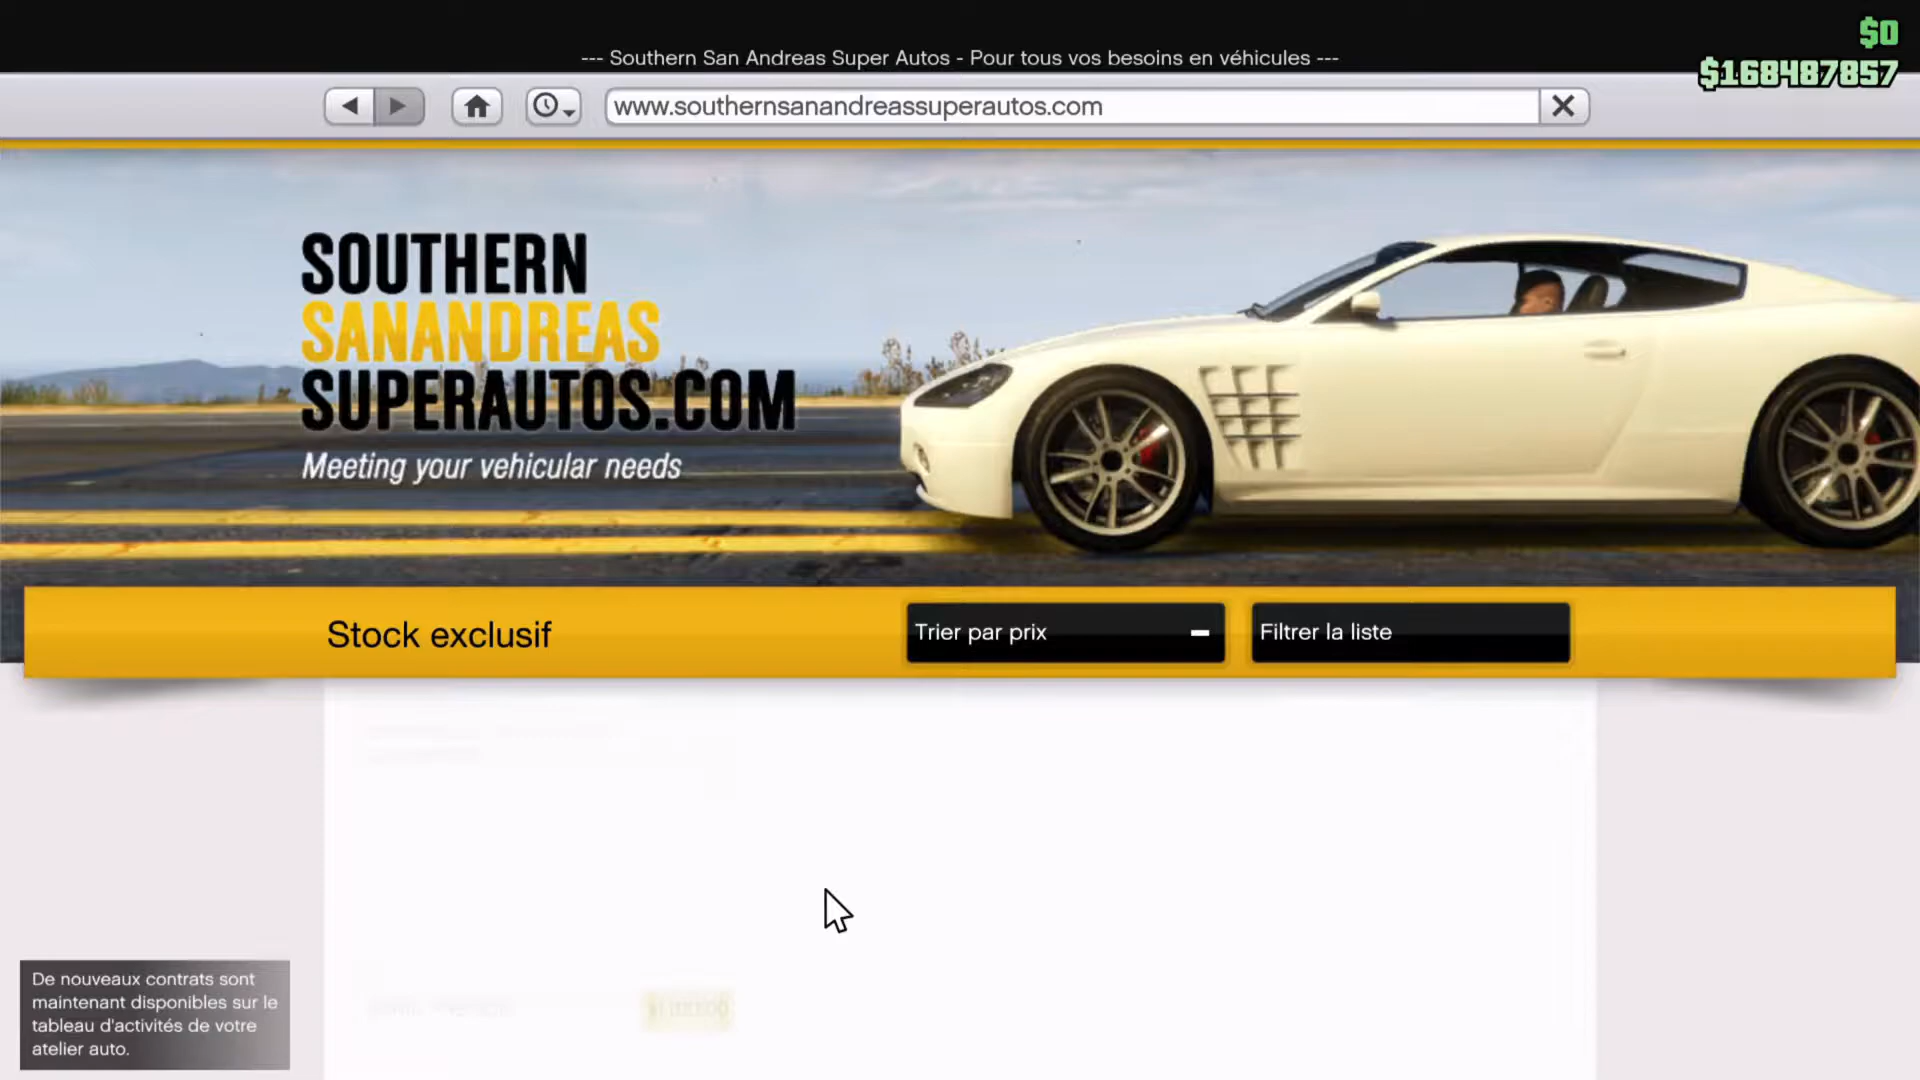 $0
--- Southern San Andreas Super Autos - Pour tous vos besoins en véhicules ---
$168487857
www.southernsanandreassuperautos.com
SOUTHERN
SANANDREAS
SUPERAUTOS.COM
Meeting your vehicular needs
Stock exclusif
Trier par prix
Filtrer la liste
De nouveaux contrats sont
maintenant disponibles sur le
tableau d'activités de votre
atelier auto.